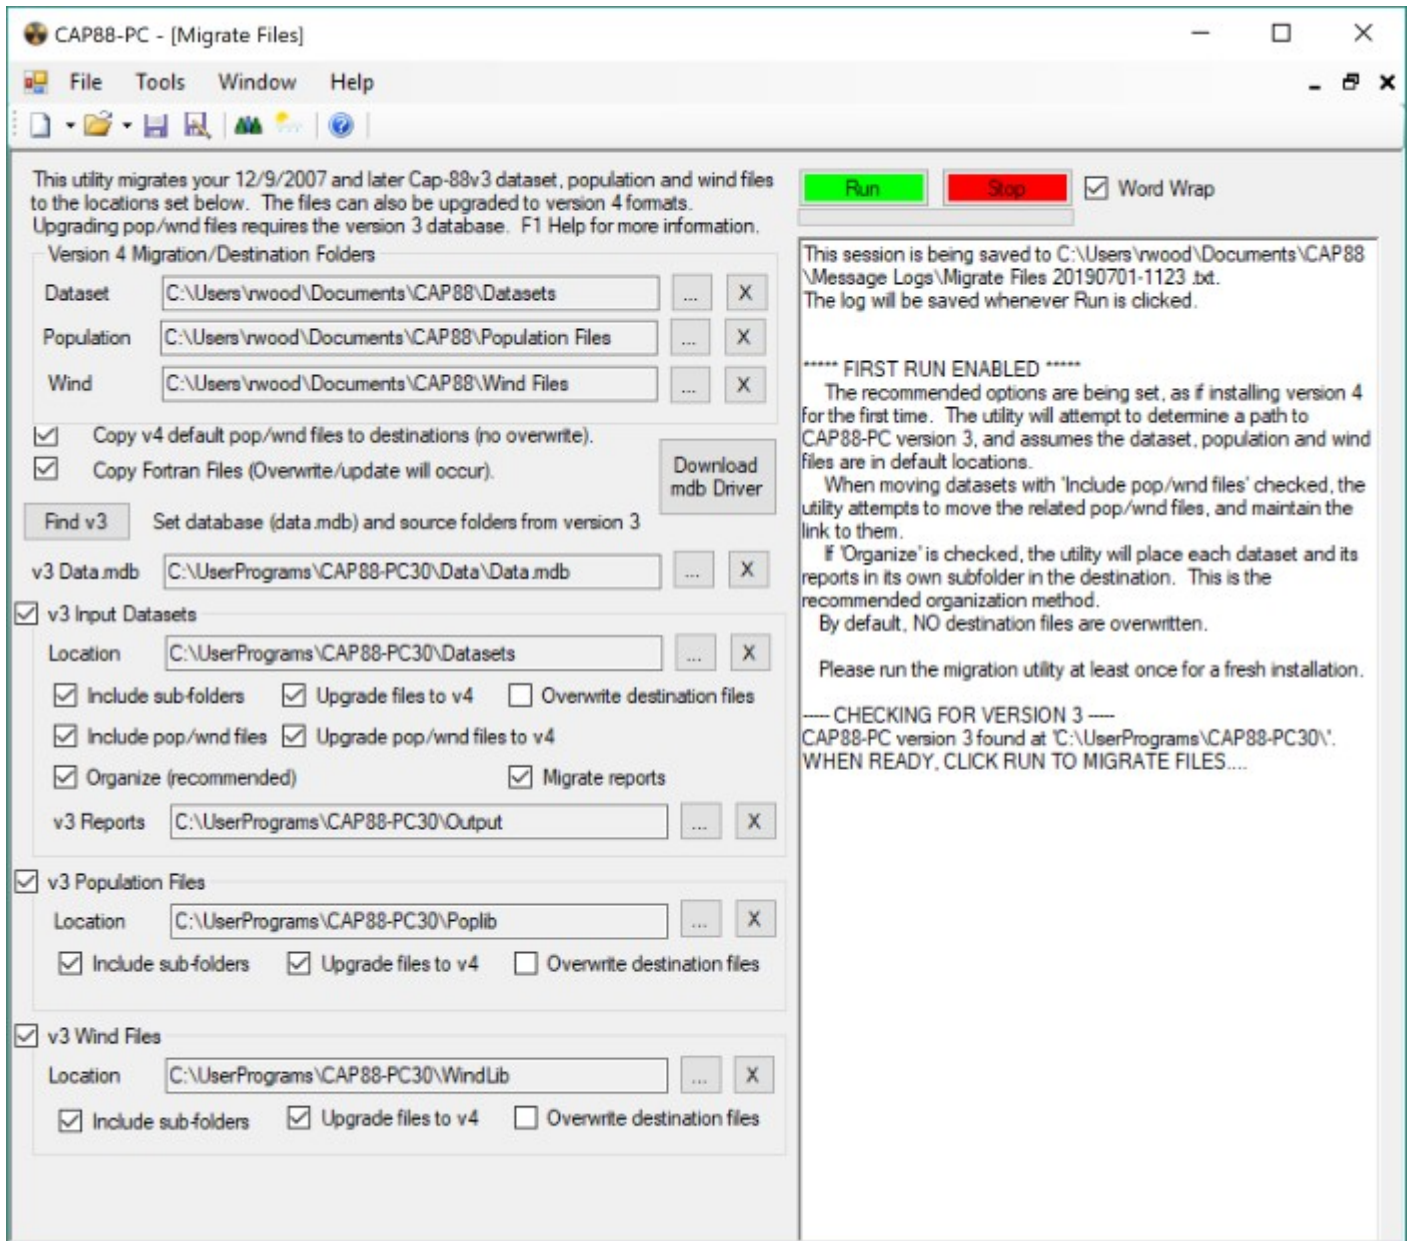 CAP88-PC - [Migrate Files]
File Tools Window Help
This utility migrates your 12/9/2007 and later Cap-88v3 dataset, population and wind files
to the locations set below. The files can also be upgraded to version 4 formats.
Upgrading pop/wnd files requires the version 3 database. F1 Help for more information.
Version 4 Migration/Destination Folders
Dataset C:\Users\rwood\Documents\CAP88\Datasets ... X
Population C:\Users\rwood\Documents\CAP88\Population Files ... X
Wind C:\Users\rwood\Documents\CAP88\Wind Files ... X
Copy v4 default pop/wnd files to destinations (no overwrite).
Copy Fortran Files (Overwrite/update will occur).
Download
mdb Driver
Find v3 Set database (data.mdb) and source folders from version 3
v3 Data.mdb C:\UserPrograms\CAP88-PC30\Data\Data.mdb ... X
v3 Input Datasets
Location C:\UserPrograms\CAP88-PC30\Datasets ... X
Include sub-folders Upgrade files to v4 Overwrite destination files
Include pop/wnd files Upgrade pop/wnd files to v4
Organize (recommended) Migrate reports
v3 Reports C:\UserPrograms\CAP88-PC30\Output ... X
v3 Population Files
Location C:\UserPrograms\CAP88-PC30\Poplib ... X
Include sub-folders Upgrade files to v4 Overwrite destination files
v3 Wind Files
Location C:\UserPrograms\CAP88-PC30\WindLib ... X
Include sub-folders Upgrade files to v4 Overwrite destination files
Run Stop Word Wrap
This session is being saved to C:\Users\rwood\Documents\CAP88
\Message Logs\Migrate Files 20190701-1123 .txt.
The log will be saved whenever Run is clicked.
***** FIRST RUN ENABLED *****
The recommended options are being set, as if installing version 4
for the first time. The utility will attempt to determine a path to
CAP88-PC version 3, and assumes the dataset, population and wind
files are in default locations.
When moving datasets with 'Include pop/wnd files' checked, the
utility attempts to move the related pop/wnd files, and maintain the
link to them.
If 'Organize' is checked, the utility will place each dataset and its
reports in its own subfolder in the destination. This is the
recommended organization method.
By default, NO destination files are overwritten.
Please run the migration utility at least once for a fresh installation.
----- CHECKING FOR VERSION 3 -----
CAP88-PC version 3 found at 'C:\UserPrograms\CAP88-PC30\'.
WHEN READY, CLICK RUN TO MIGRATE FILES....